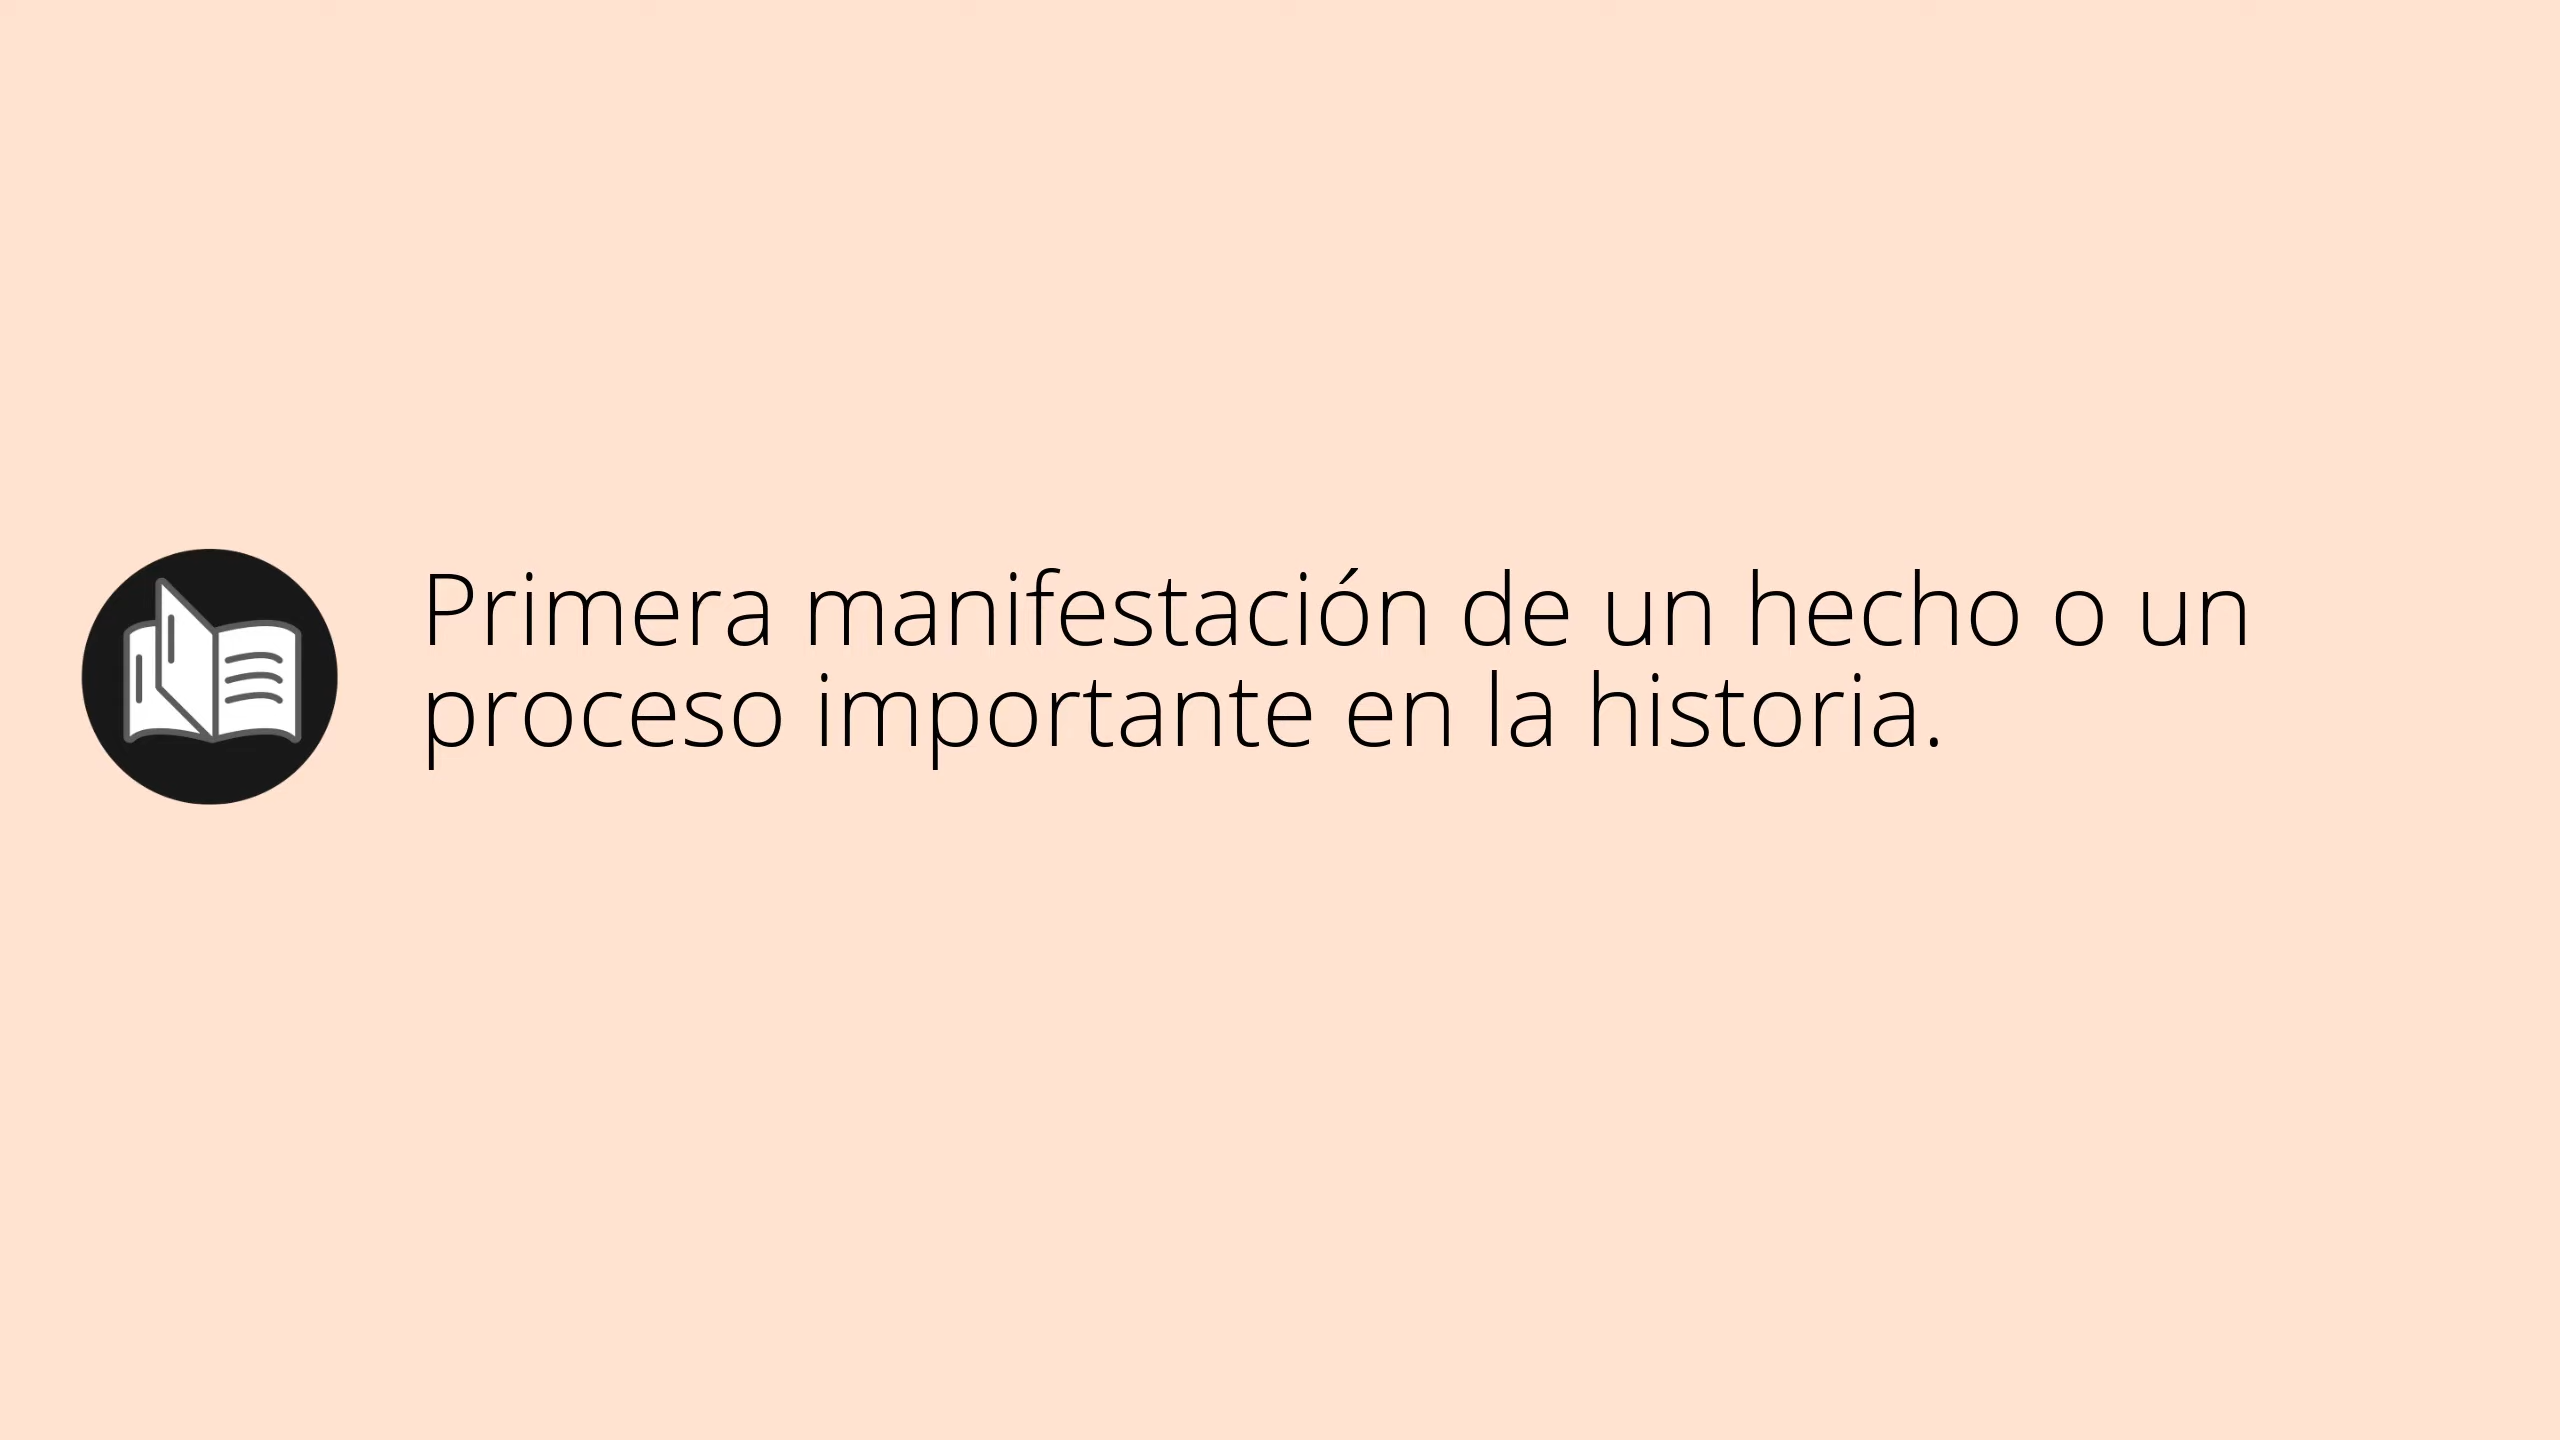 Primera manifestación de un hecho o un
proceso importante en la historia.